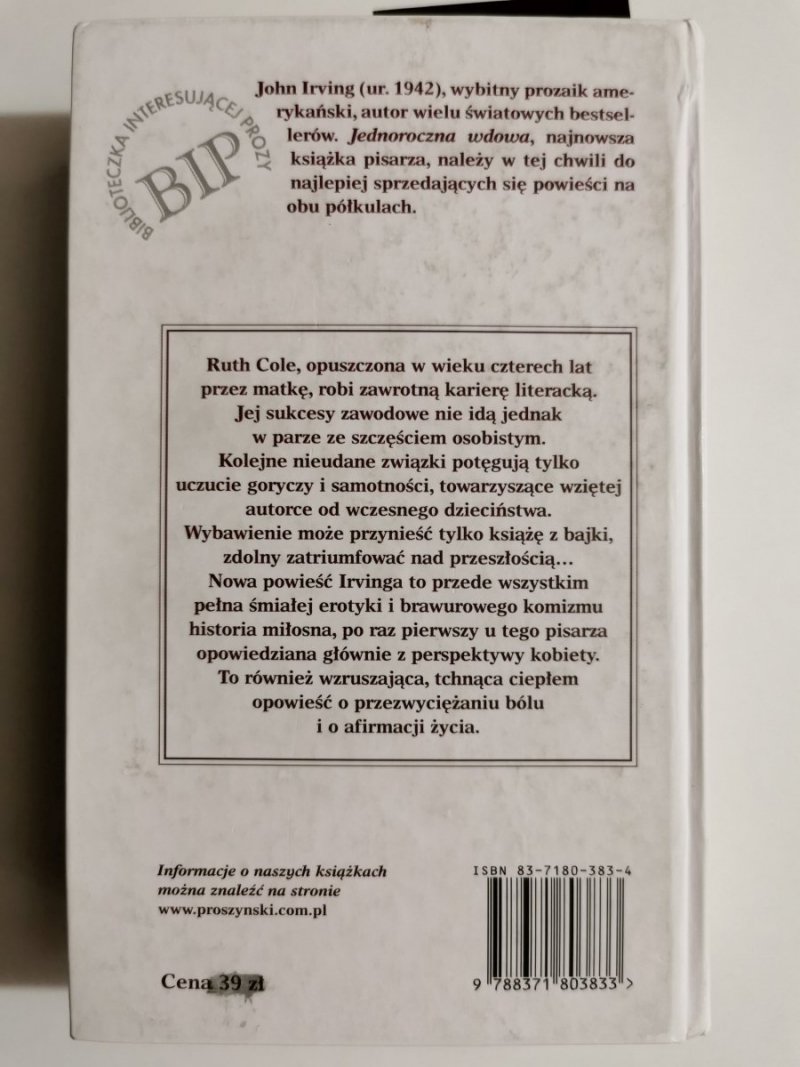 BIBLIOTECZKA INTERESUJĄCEJ PROZY
BIP
John Irving (ur. 1942), wybitny prozaik ame-
rykański, autor wielu światowych bestsel-
lerów. Jednoroczna wdowa, najnowsza
książka pisarza, należy w tej chwili do
najlepiej sprzedających się powieści na
obu półkulach.
Ruth Cole, opuszczona w wieku czterech lat
przez matkę, robi zawrotną karierę literacką.
Jej sukcesy zawodowe nie idą jednak
w parze ze szczęściem osobistym.
Kolejne nieudane związki potęgują tylko
uczucie goryczy i samotności, towarzyszące wziętej
autorce od wczesnego dzieciństwa.
Wybawienie może przynieść tylko książę z bajki,
zdolny zatriumfować nad przeszłością...
Nowa powieść Irvinga to przede wszystkim
pełna śmiałej erotyki i brawurowego komizmu
historia miłosna, po raz pierwszy u tego pisarza
opowiedziana głównie z perspektywy kobiety.
To również wzruszająca, tchnąca ciepłem
opowieść o przezwyciężaniu bólu
i o afirmacji życia.
Informacje o naszych książkach
można znaleźć na stronie
www.proszynski.com.pl
Cena 39 zł
ISBN 83-7180-383-4
9 788371 803833 >